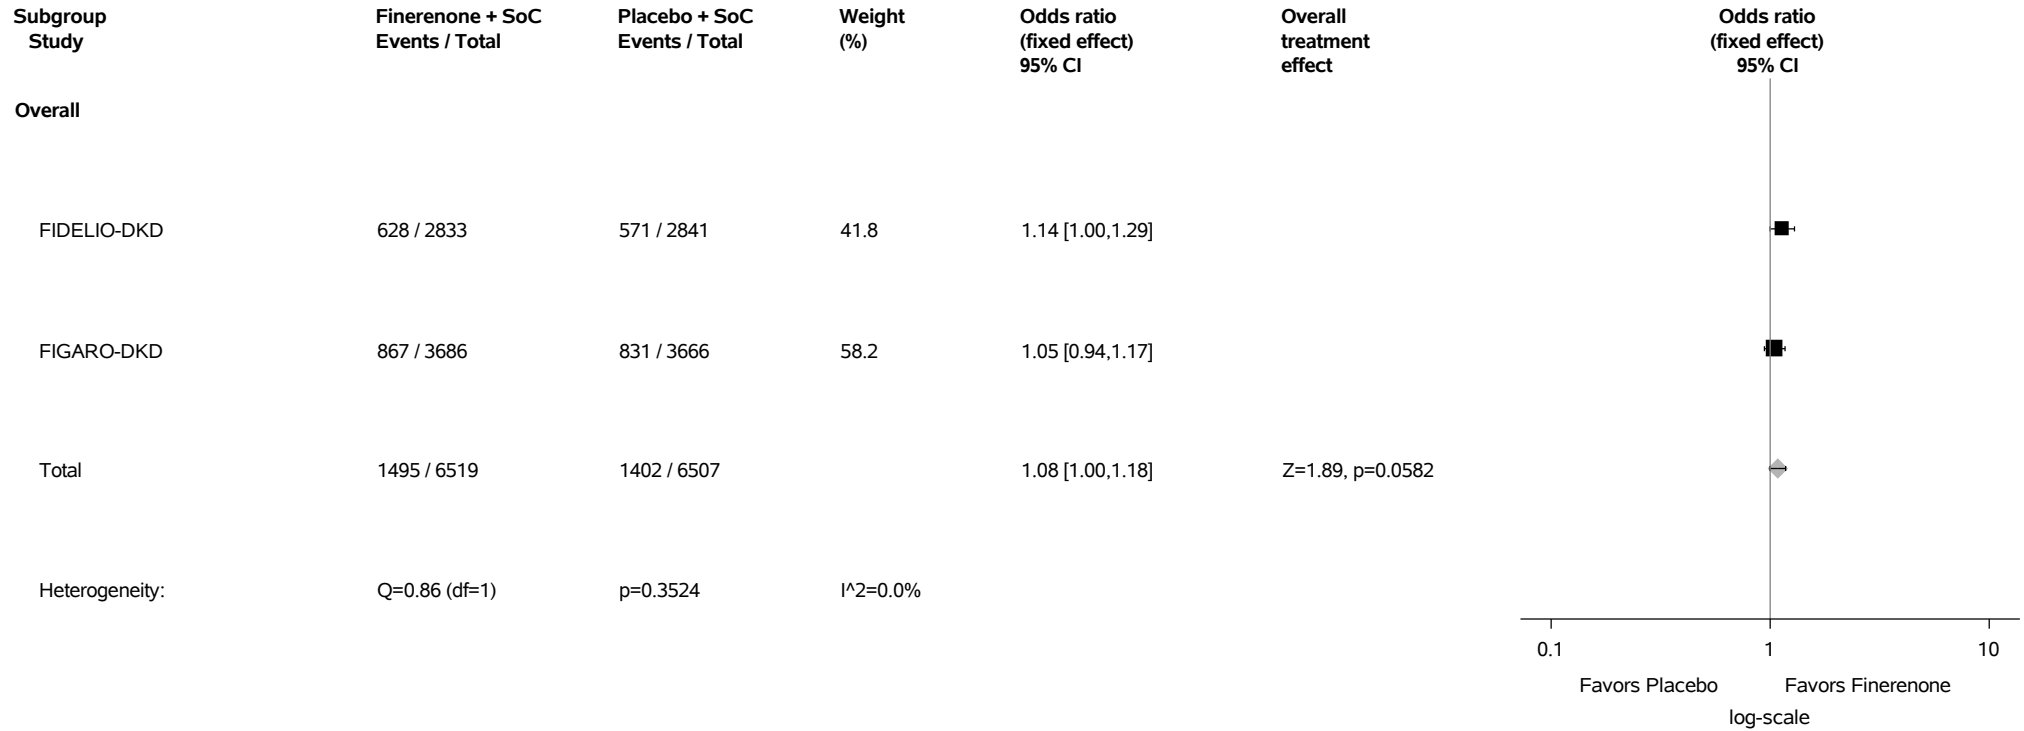 Subgroup Finerenone + SoC Placebo + SoC Weight Odds ratio Overall Odds ratio
Study Events / Total Events / Total (%) (fixed effect) treatment (fixed effect)
95% CI effect 95% CI
Overall
FIDELIO-DKD 628 / 2833 571 / 2841 41.8 1.14 [1.00,1.29]
FIGARO-DKD 867 / 3686 831 / 3666 58.2 1.05 [0.94,1.17]
Total 1495 / 6519 1402 / 6507 1.08 [1.00,1.18] Z=1.89, p=0.0582
Heterogeneity: Q=0.86 (df=1) p=0.3524 I^2=0.0%
0.1 1 10
Favors Placebo Favors Finerenone
log-scale